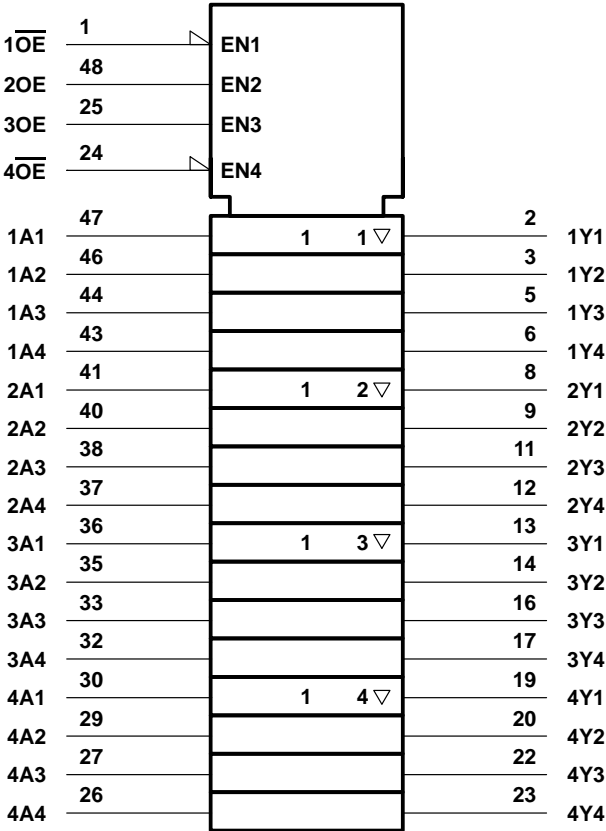 1O̅E̅ 1 EN1
2OE 48 EN2
3OE 25 EN3
4O̅E̅ 24 EN4
1A1 47 1 1 ▽ 2 1Y1
1A2 46 3 1Y2
1A3 44 5 1Y3
1A4 43 6 1Y4
2A1 41 1 2 ▽ 8 2Y1
2A2 40 9 2Y2
2A3 38 11 2Y3
2A4 37 12 2Y4
3A1 36 1 3 ▽ 13 3Y1
3A2 35 14 3Y2
3A3 33 16 3Y3
3A4 32 17 3Y4
4A1 30 1 4 ▽ 19 4Y1
4A2 29 20 4Y2
4A3 27 22 4Y3
4A4 26 23 4Y4